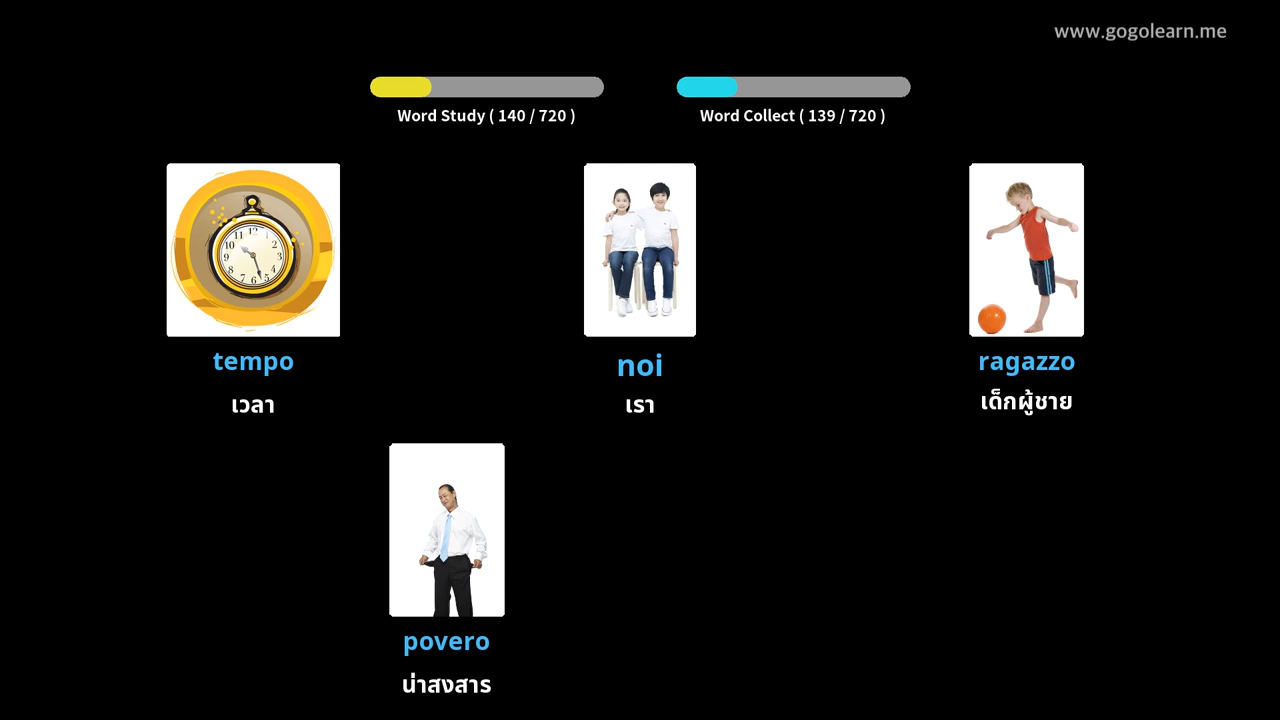 www.gogolearn.me
Word Study ( 140 / 720 )
Word Collect ( 139 / 720 )
tempo
เวลา
noi
เรา
ragazzo
เด็กผู้ชาย
povero
น่าสงสาร